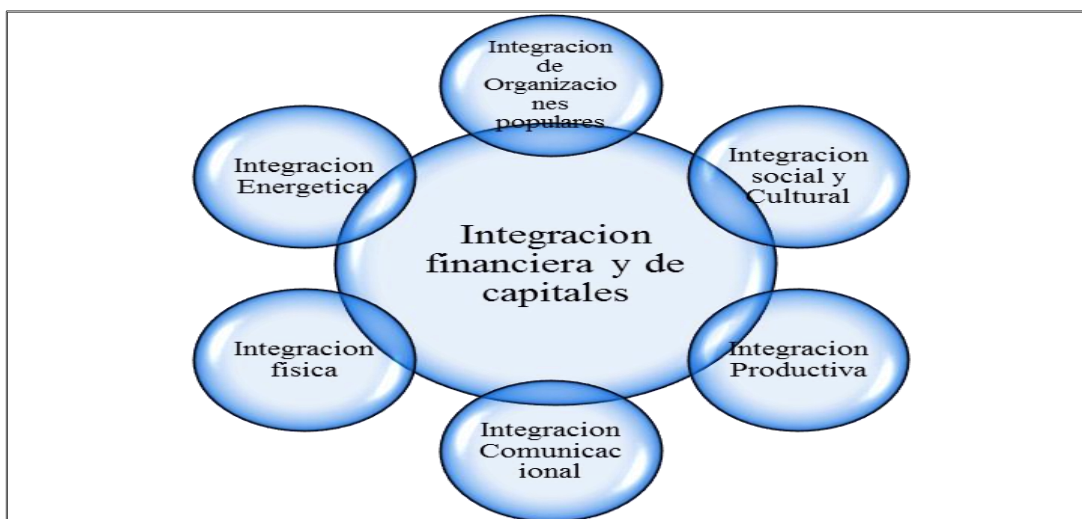 Integracion
de
Organizacio
nes
populares
Integracion
social y
Cultural
Integracion
Productiva
Integracion
Comunicac
ional
Integracion
fisica
Integracion
Energetica
Integracion
financiera y de
capitales